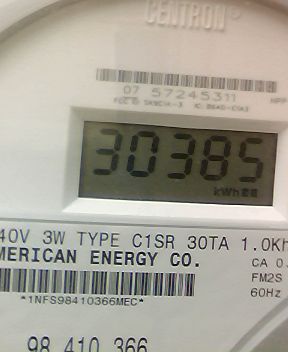 CENTRON®
07 57245311
30385
kWh
40V 3W TYPE C1SR 30TA 1.0Kh
MERICAN ENERGY CO.
CA 0.
FM2S
60Hz
*1NFS98410366MEC*
98 410 366